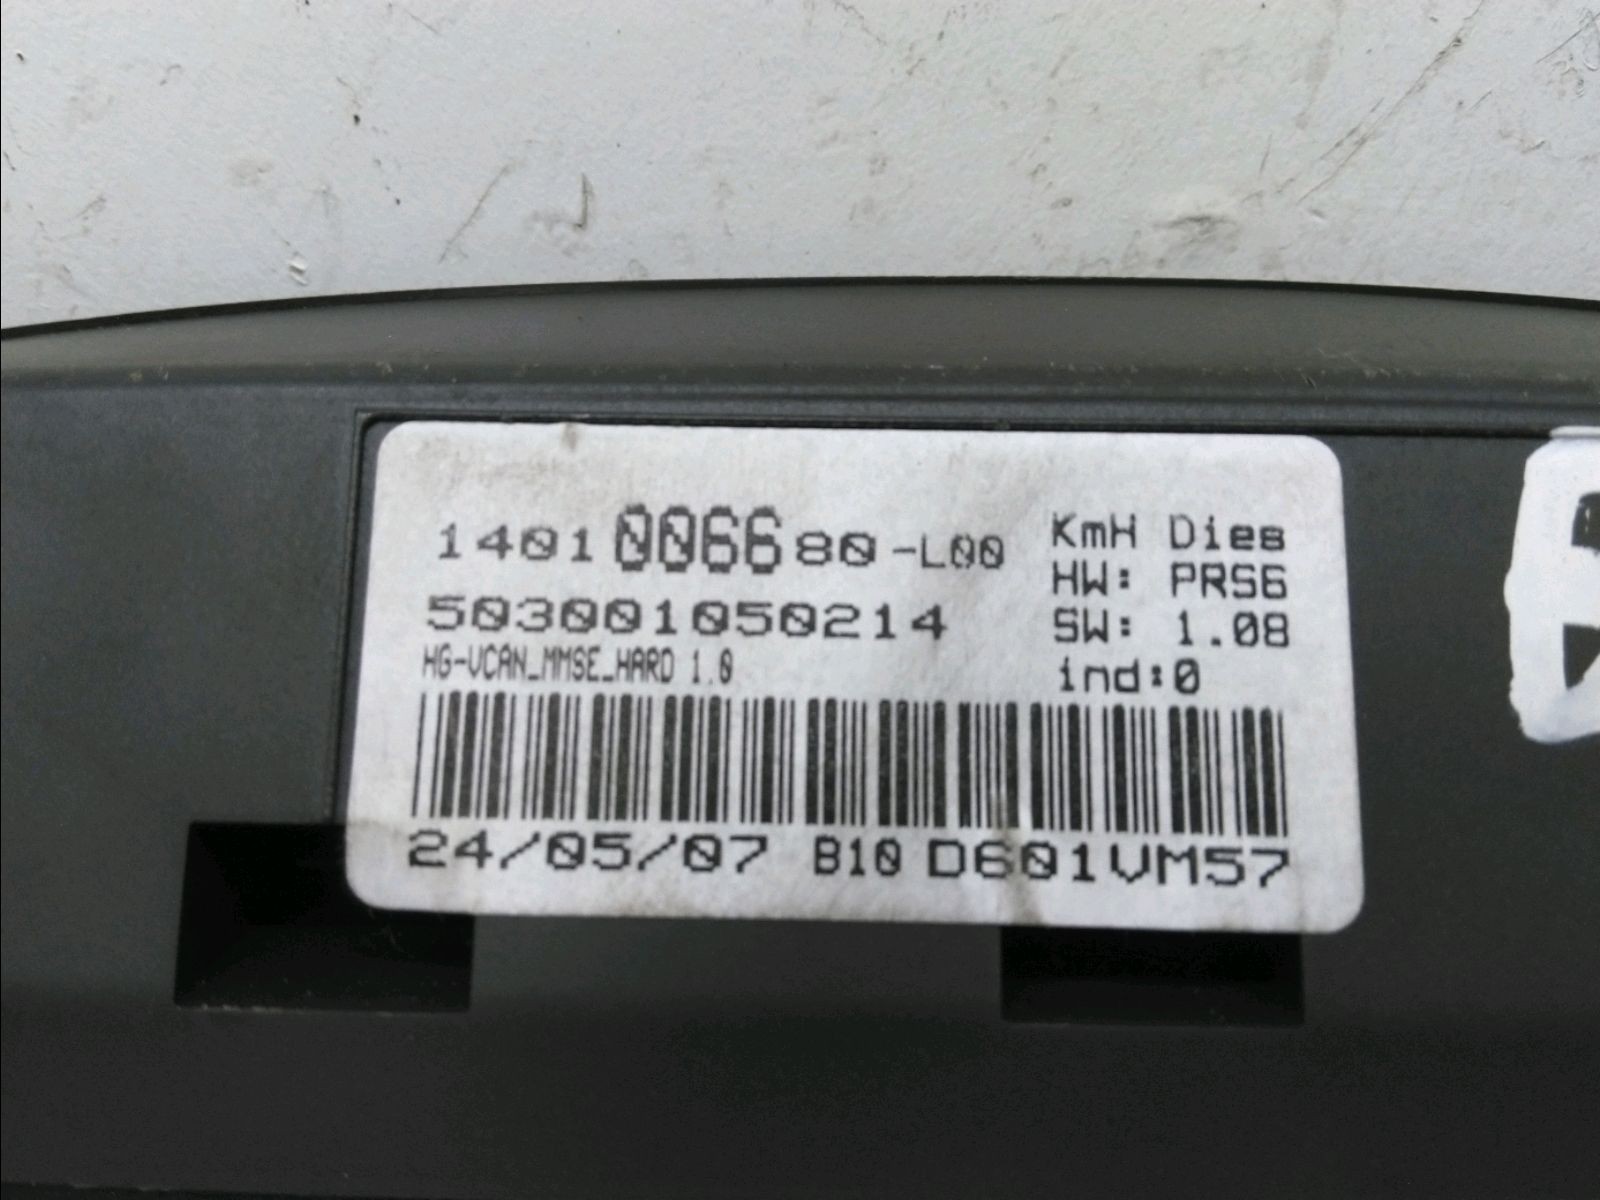 1401006680-L00
503001050214
HG-VCAN_MMSE_HARD 1.0
KmH Dies
HW: PRS6
SW: 1.08
ind:0
24/05/07 B10 D601VM57